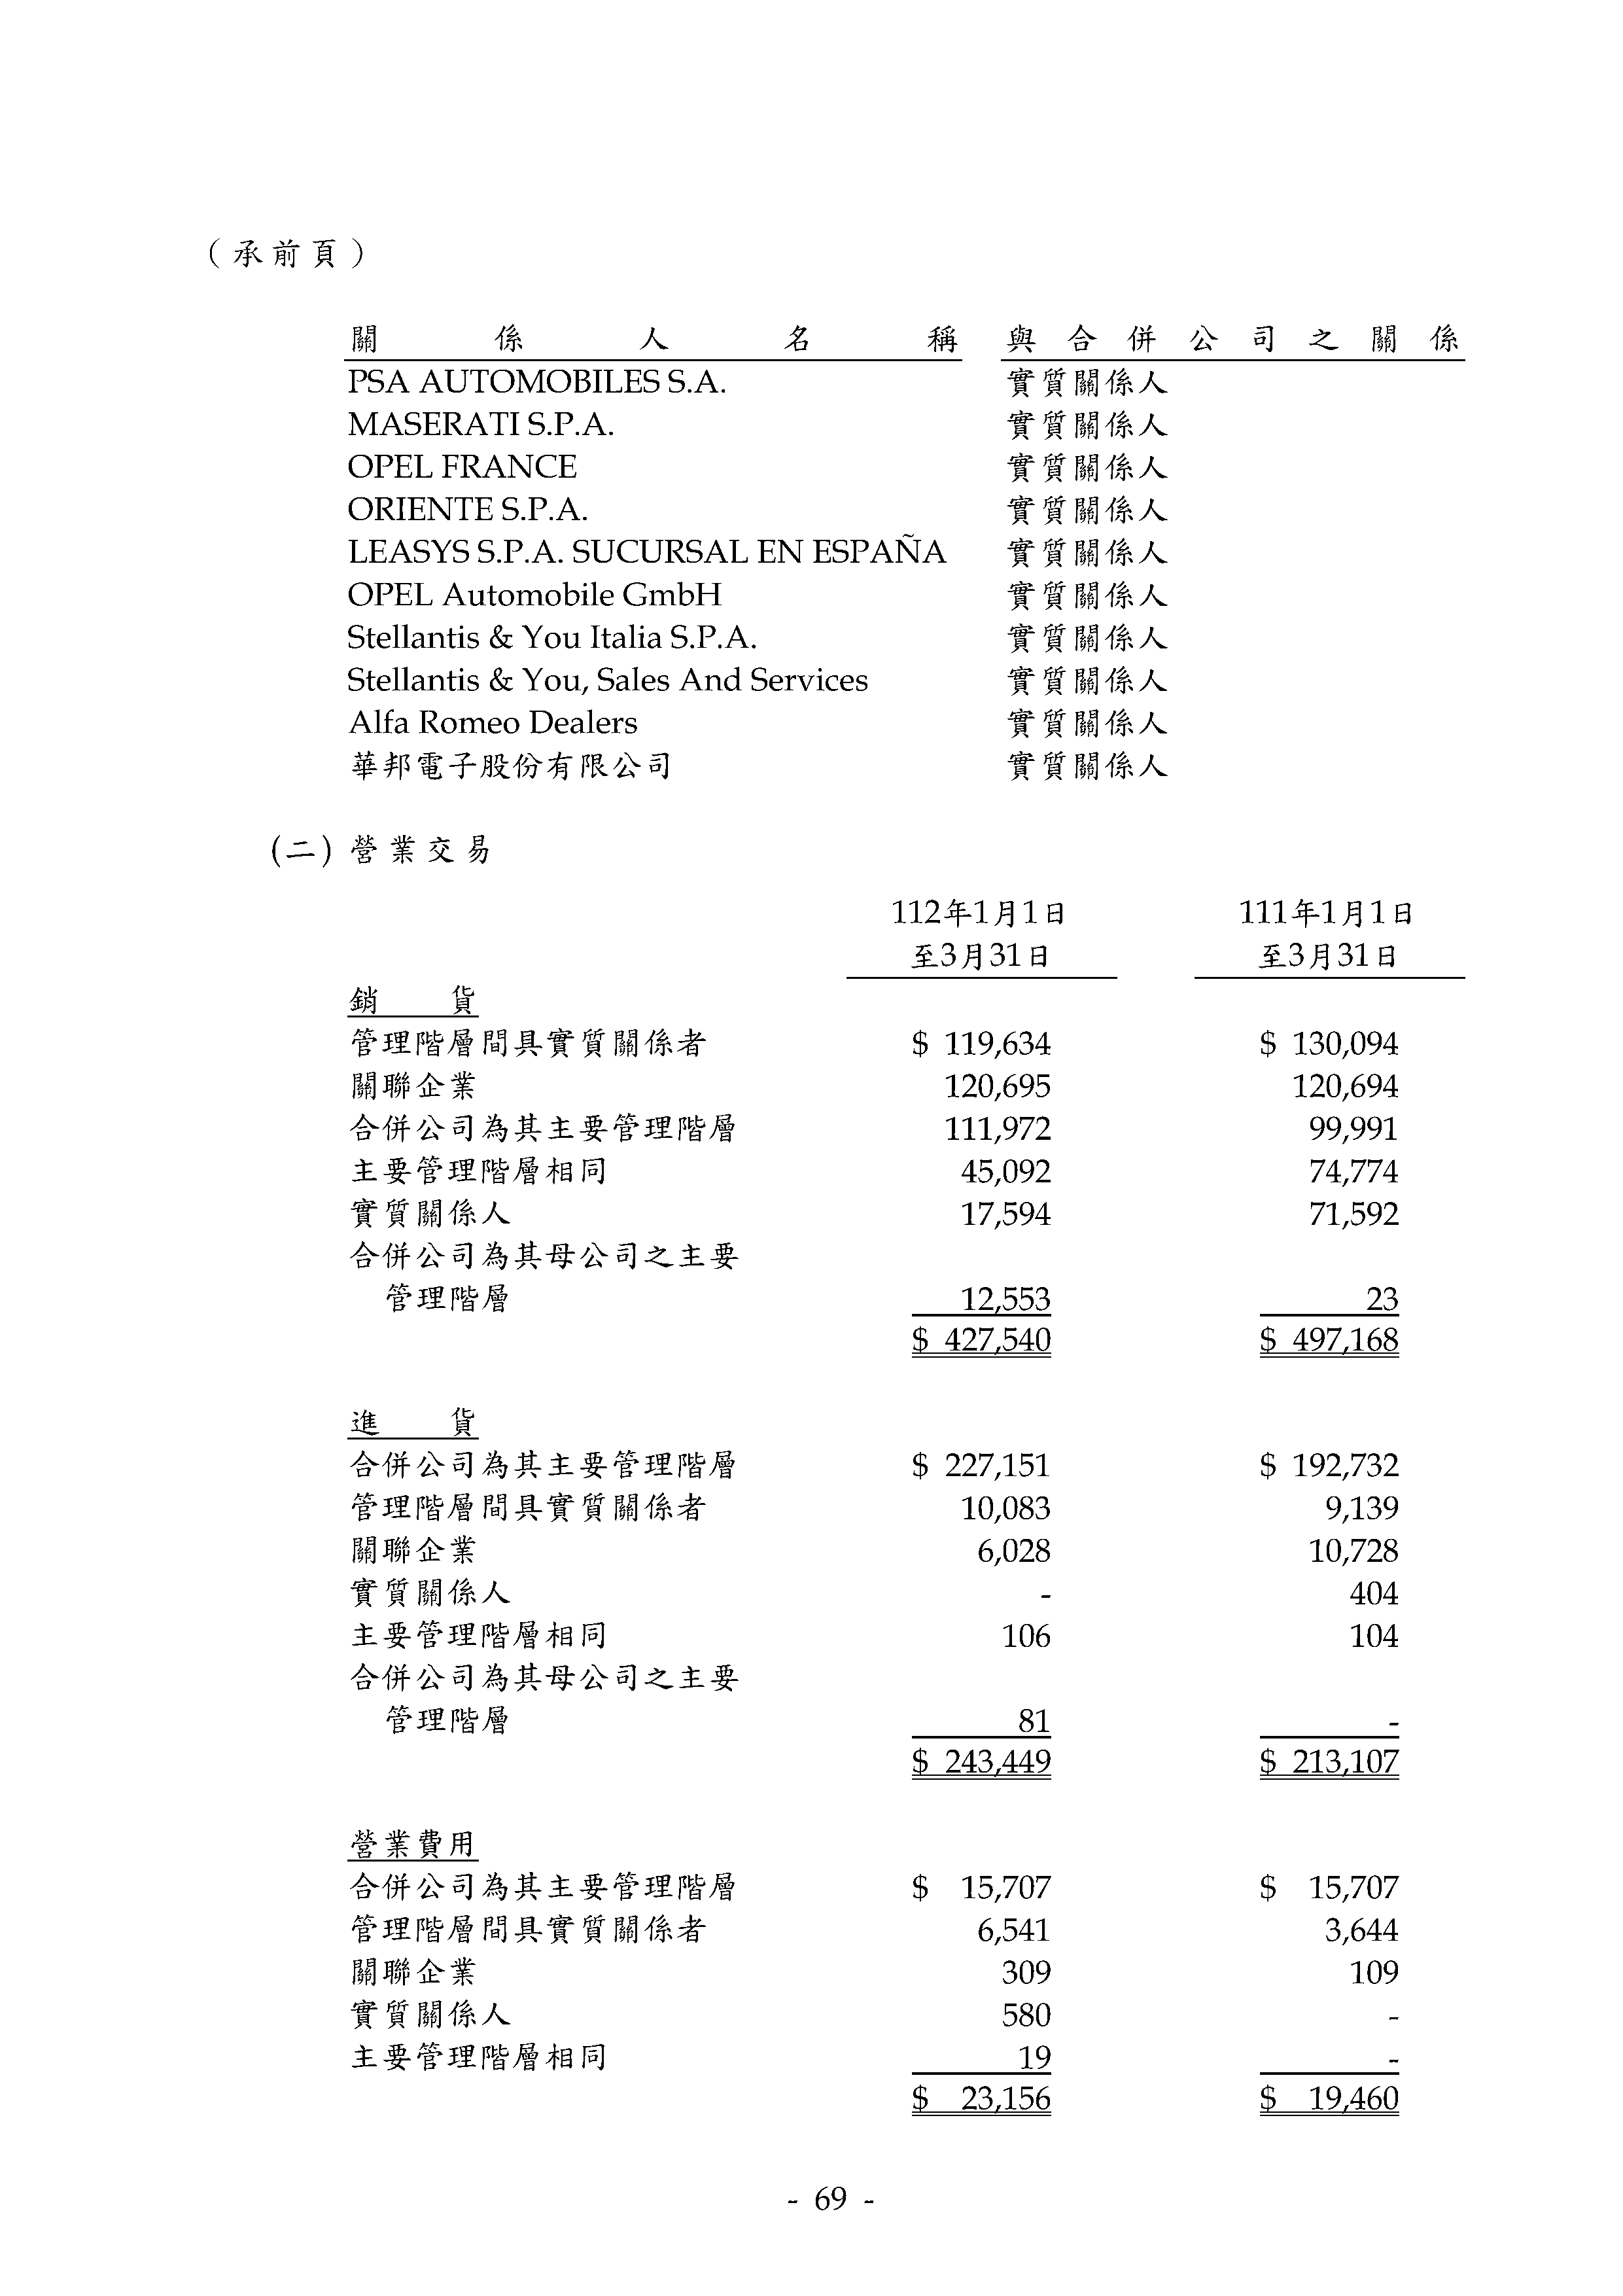 （承前頁）
關係人名稱 與合併公司之關係
PSA AUTOMOBILES S.A. 實質關係人
MASERATI S.P.A. 實質關係人
OPEL FRANCE 實質關係人
ORIENTE S.P.A. 實質關係人
LEASYS S.P.A. SUCURSAL EN ESPAÑA 實質關係人
OPEL Automobile GmbH 實質關係人
Stellantis & You Italia S.P.A. 實質關係人
Stellantis & You, Sales And Services 實質關係人
Alfa Romeo Dealers 實質關係人
華邦電子股份有限公司 實質關係人
(二) 營業交易
112年1月1日 111年1月1日
至3月31日 至3月31日
銷貨
管理階層間具實質關係者 $ 119,634 $ 130,094
關聯企業 120,695 120,694
合併公司為其主要管理階層 111,972 99,991
主要管理階層相同 45,092 74,774
實質關係人 17,594 71,592
合併公司為其母公司之主要
管理階層 12,553 23
$ 427,540 $ 497,168
進貨
合併公司為其主要管理階層 $ 227,151 $ 192,732
管理階層間具實質關係者 10,083 9,139
關聯企業 6,028 10,728
實質關係人 - 404
主要管理階層相同 106 104
合併公司為其母公司之主要
管理階層 81 -
$ 243,449 $ 213,107
營業費用
合併公司為其主要管理階層 $ 15,707 $ 15,707
管理階層間具實質關係者 6,541 3,644
關聯企業 309 109
實質關係人 580 -
主要管理階層相同 19 -
$ 23,156 $ 19,460
- 69 -